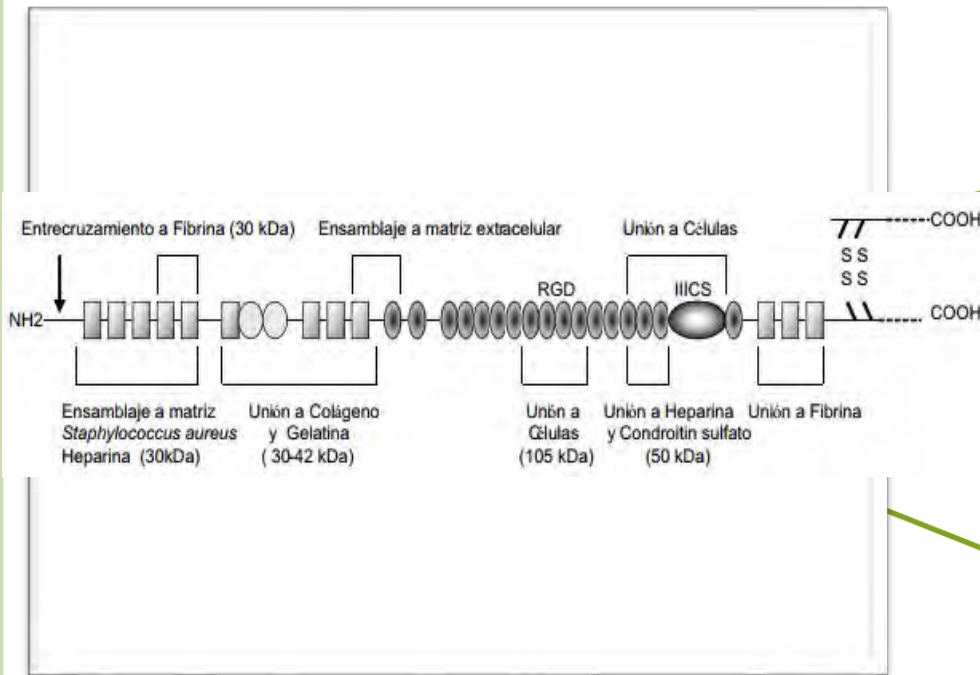 Entrecruzamiento a Fibrina (30 kDa)
Ensamblaje a matriz extracelular
Unión a Células
COOH
S S
S S
RGD
IIICS
NH2
COOH
Ensamblaje a matriz
Staphylococcus aureus
Heparina (30kDa)
Unión a Colágeno
y Gelatina
( 30-42 kDa)
Unión a
Células
(105 kDa)
Unión a Heparina
y Condroitin sulfato
(50 kDa)
Unión a Fibrina